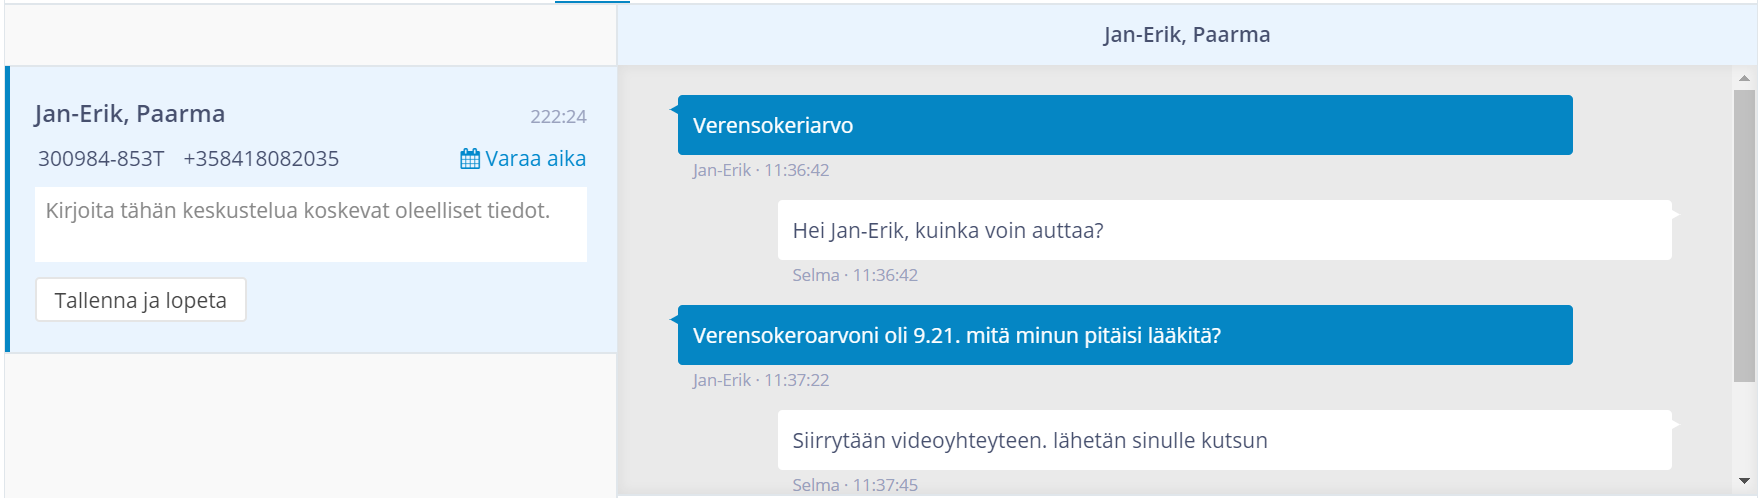 Jan-Erik, Paarma
Jan-Erik, Paarma
222:24
300984-853T +358418082035
Varaa aika
Kirjoita tähän keskustelua koskevat oleelliset tiedot.
Tallenna ja lopeta
Verensokeriarvo
Jan-Erik · 11:36:42
Hei Jan-Erik, kuinka voin auttaa?
Selma · 11:36:42
Verensokeroarvoni oli 9.21. mitä minun pitäisi lääkitä?
Jan-Erik · 11:37:22
Siirrytään videoyhteyteen. lähetän sinulle kutsun
Selma · 11:37:45